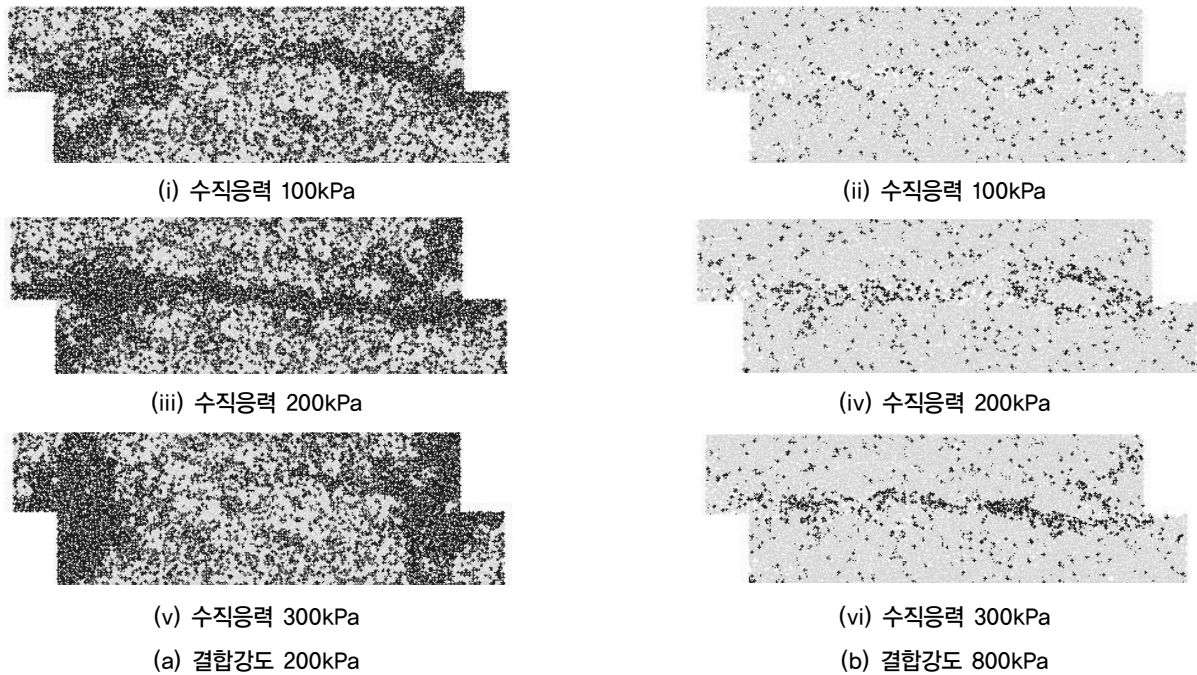 (i) 수직응력 100kPa
(ii) 수직응력 100kPa
(iii) 수직응력 200kPa
(iv) 수직응력 200kPa
(v) 수직응력 300kPa
(vi) 수직응력 300kPa
(a) 결합강도 200kPa
(b) 결합강도 800kPa